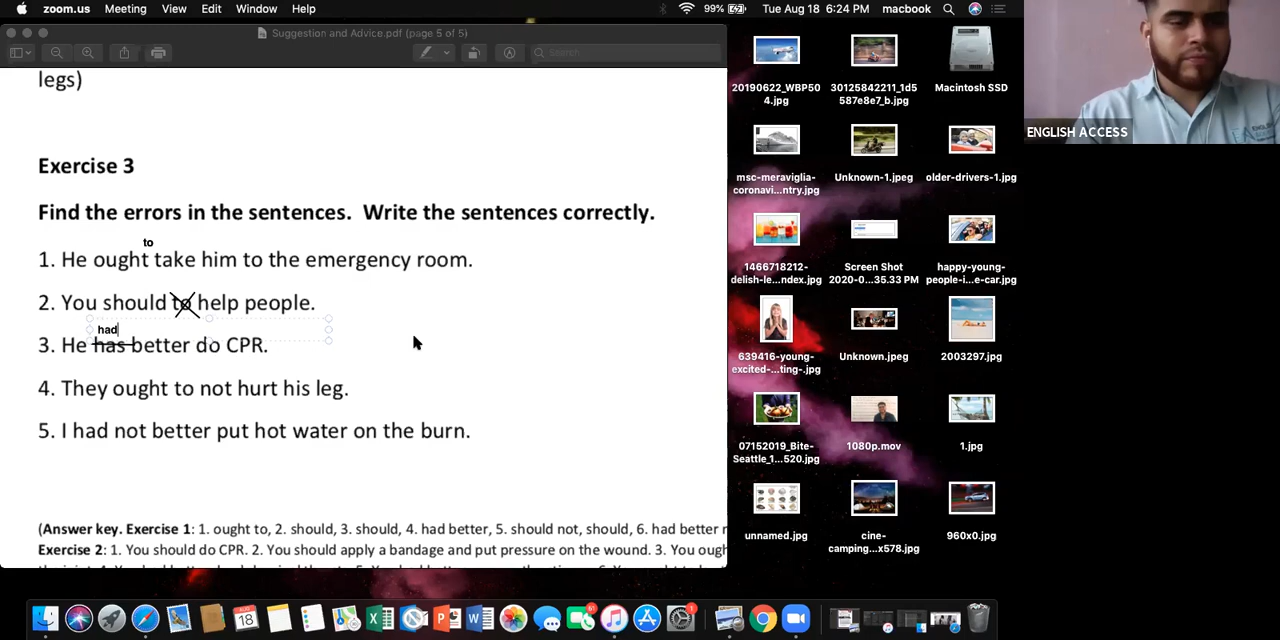 zoom.us Meeting View Edit Window Help 99% Tue Aug 18 6:24 PM macbook
Suggestion and Advice.pdf (page 5 of 5)
Search
legs)
Exercise 3
Find the errors in the sentences. Write the sentences correctly.
to
1. He ought take him to the emergency room.
2. You should to help people.
had
3. He has better do CPR.
4. They ought to not hurt his leg.
5. I had not better put hot water on the burn.
(Answer key. Exercise 1: 1. ought to, 2. should, 3. should, 4. had better, 5. should not, should, 6. had better
Exercise 2: 1. You should do CPR. 2. You should apply a bandage and put pressure on the wound. 3. You ough
20190622_WBP50
4.jpg
30125842211_1d5
587e8e7_b.jpg
Macintosh SSD
msc-meraviglia-
coronavi...ntry.jpg
Unknown-1.jpeg
older-drivers-1.jpg
1466718212-
delish-le...ndex.jpg
Screen Shot
2020-0...35.33 PM
happy-young-
people-i...e-car.jpg
639416-young-
excited-...ting-.jpg
Unknown.jpeg
2003297.jpg
07152019_Bite-
Seattle_1...520.jpg
1080p.mov
1.jpg
unnamed.jpg
cine-
camping...x578.jpg
960x0.jpg
ENGLISH ACCESS
AUG
18